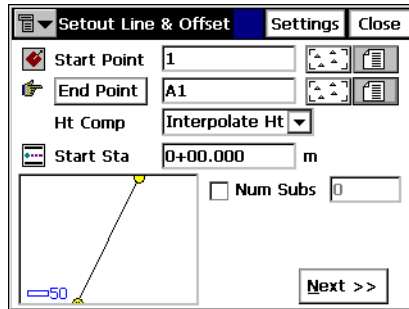 Setout Line & Offset Settings Close
Start Point 1
End Point A1
Ht Comp Interpolate Ht
Start Sta 0+00.000 m
Num Subs 0
50
Next >>